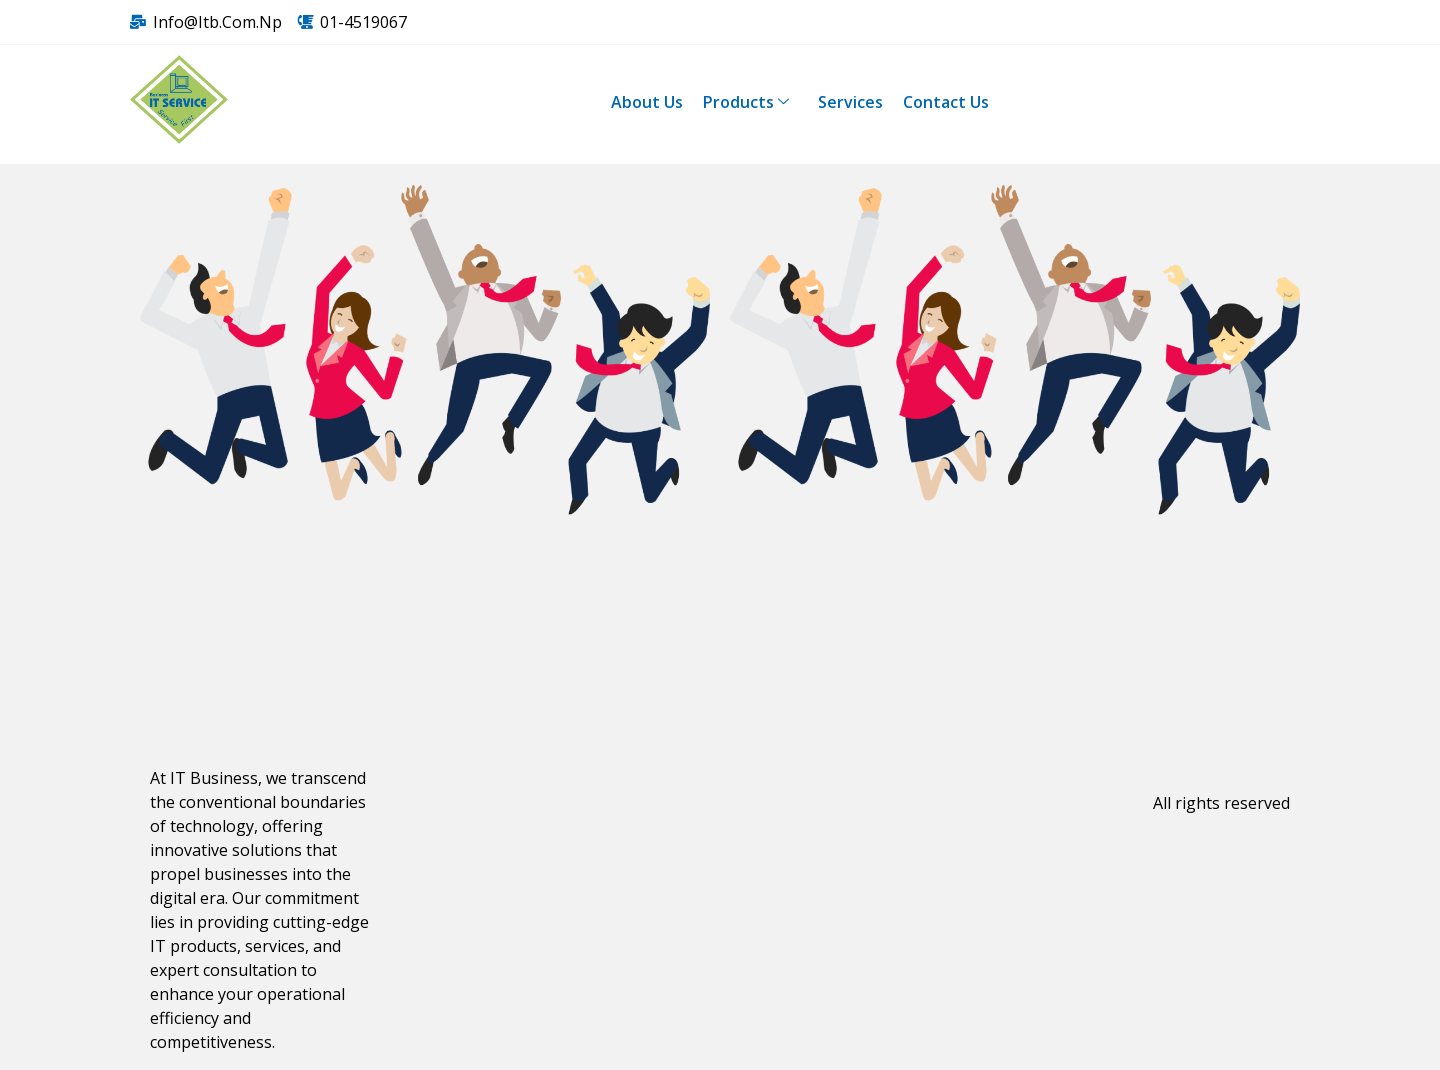 Info@Itb.Com.Np 01-4519067
Business
IT SERVICE
Service First
About Us Products Services Contact Us
At IT Business, we transcend
the conventional boundaries
of technology, offering
innovative solutions that
propel businesses into the
digital era. Our commitment
lies in providing cutting-edge
IT products, services, and
expert consultation to
enhance your operational
efficiency and
competitiveness.
All rights reserved